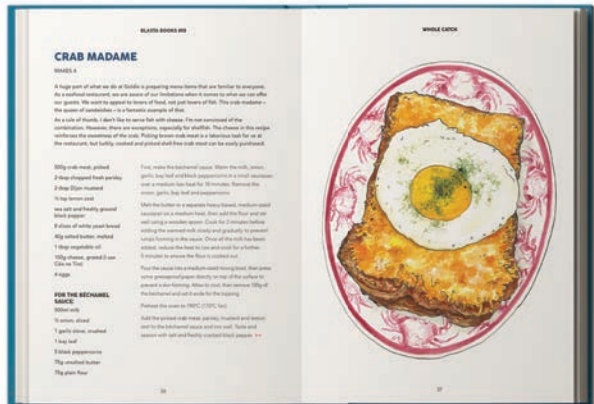 BLASTA BOOKS #13
WHOLE CATCH
CRAB MADAME
MAKES 4
A huge part of what we do at Goldie is preparing menu items that are familiar to everyone.
As a seafood restaurant, we are aware of our limitations when it comes to what we can offer
our guests. We want to appeal to lovers of food, not just lovers of fish. This crab madame –
the queen of sandwiches – is a fantastic example of that.
As a rule of thumb, I don't like to serve fish with cheese. I'm not convinced of the
combination. However, there are exceptions, especially for shellfish. The cheese in this recipe
reinforces the sweetness of the crab. Picking brown crab meat is a laborious task for us at
the restaurant, but luckily, cooked and picked shell-free crab meat can be easily purchased.
500g crab meat, picked
2 tbsp chopped fresh parsley
2 tbsp Dijon mustard
½ tsp lemon zest
sea salt and freshly ground
black pepper
8 slices of white yeast bread
40g salted butter, melted
1 tbsp vegetable oil
100g cheese, grated (I use
Cáis na Tíre)
4 eggs
FOR THE BÉCHAMEL
SAUCE:
500ml milk
½ onion, sliced
1 garlic clove, crushed
1 bay leaf
5 black peppercorns
75g unsalted butter
75g plain flour
First, make the béchamel sauce. Warm the milk, onion,
garlic, bay leaf and black peppercorns in a small saucepan
over a medium-low heat for 10 minutes. Remove the
onion, garlic, bay leaf and peppercorns.
Melt the butter in a separate heavy-based, medium-sized
saucepan on a medium heat, then add the flour and stir
well using a wooden spoon. Cook for 2 minutes before
adding the warmed milk slowly and gradually to prevent
lumps forming in the sauce. Once all the milk has been
added, reduce the heat to low and cook for a further
5 minutes to ensure the flour is cooked out.
Pour the sauce into a medium-sized mixing bowl, then press
some greaseproof paper directly on top of the surface to
prevent a skin forming. Allow to cool, then remove 100g of
the béchamel and set it aside for the topping.
Preheat the oven to 190°C (170°C fan).
Add the picked crab meat, parsley, mustard and lemon
zest to the béchamel sauce and mix well. Taste and
season with salt and freshly cracked black pepper.
36
37